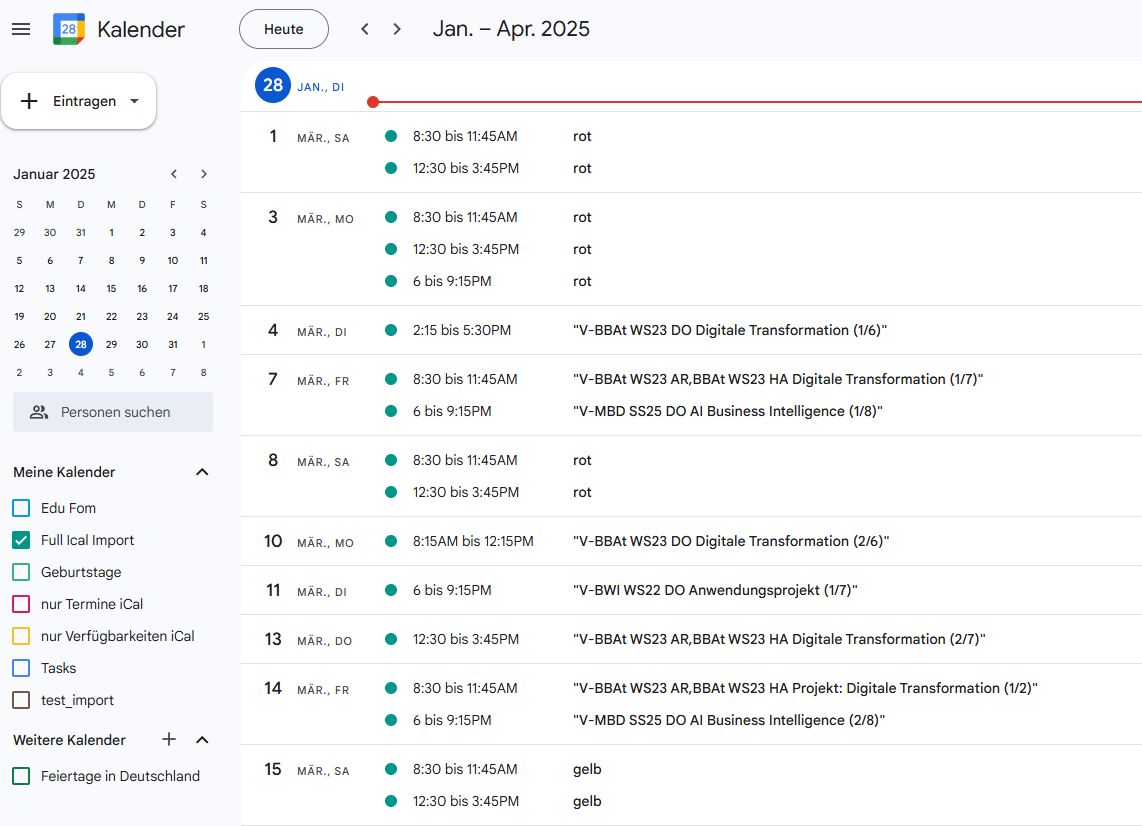 28 Kalender
Heute
Jan. – Apr. 2025
Eintragen
Januar 2025
S M D M D F S
29 30 31 1 2 3 4
5 6 7 8 9 10 11
12 13 14 15 16 17 18
19 20 21 22 23 24 25
26 27 28 29 30 31 1
2 3 4 5 6 7 8
Personen suchen
Meine Kalender
Edu Fom
Full Ical Import
Geburtstage
nur Termine iCal
nur Verfügbarkeiten iCal
Tasks
test_import
Weitere Kalender
Feiertage in Deutschland
28 JAN., DI
1 MÄR., SA 8:30 bis 11:45AM rot
12:30 bis 3:45PM rot
3 MÄR., MO 8:30 bis 11:45AM rot
12:30 bis 3:45PM rot
6 bis 9:15PM rot
4 MÄR., DI 2:15 bis 5:30PM "V-BBAt WS23 DO Digitale Transformation (1/6)"
7 MÄR., FR 8:30 bis 11:45AM "V-BBAt WS23 AR,BBAt WS23 HA Digitale Transformation (1/7)"
6 bis 9:15PM "V-MBD SS25 DO AI Business Intelligence (1/8)"
8 MÄR., SA 8:30 bis 11:45AM rot
12:30 bis 3:45PM rot
10 MÄR., MO 8:15AM bis 12:15PM "V-BBAt WS23 DO Digitale Transformation (2/6)"
11 MÄR., DI 6 bis 9:15PM "V-BWI WS22 DO Anwendungsprojekt (1/7)"
13 MÄR., DO 12:30 bis 3:45PM "V-BBAt WS23 AR,BBAt WS23 HA Digitale Transformation (2/7)"
14 MÄR., FR 8:30 bis 11:45AM "V-BBAt WS23 AR,BBAt WS23 HA Projekt: Digitale Transformation (1/2)"
6 bis 9:15PM "V-MBD SS25 DO AI Business Intelligence (2/8)"
15 MÄR., SA 8:30 bis 11:45AM gelb
12:30 bis 3:45PM gelb